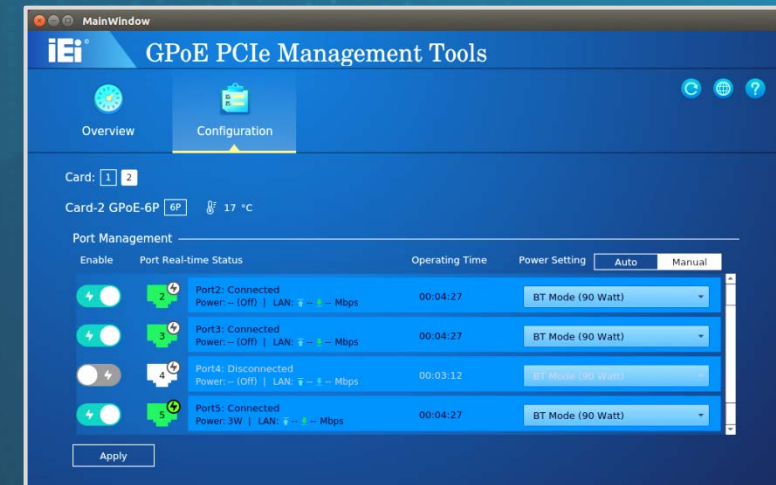 MainWindow
iEi® GPoE PCIe Management Tools
Overview Configuration
Card: 1 2
Card-2 GPoE-6P 6P 17 °C
Port Management
Enable Port Real-time Status Operating Time Power Setting Auto Manual
2 Port2: Connected
Power: -- (Off) | LAN: -- -- Mbps 00:04:27 BT Mode (90 Watt)
3 Port3: Connected
Power: -- (Off) | LAN: -- -- Mbps 00:04:27 BT Mode (90 Watt)
4 Port4: Disconnected
Power: -- (Off) | LAN: -- -- Mbps 00:03:12 BT Mode (90 Watt)
5 Port5: Connected
Power: 3W | LAN: -- -- Mbps 00:04:27 BT Mode (90 Watt)
Apply